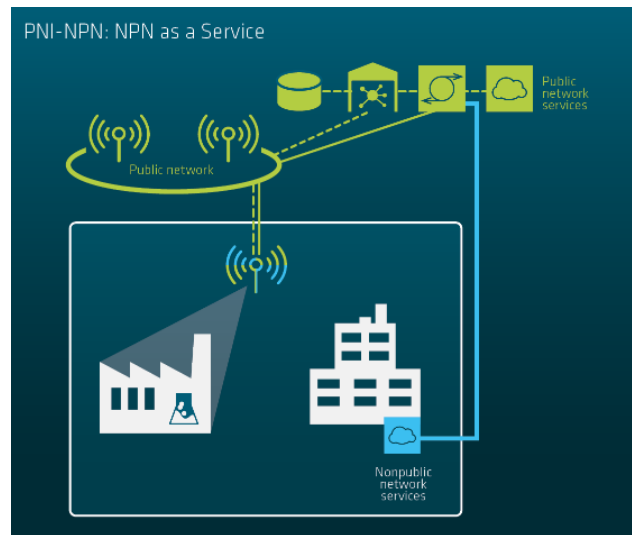 PNI-NPN: NPN as a Service
Public
network
services
Public network
Nonpublic
network
services